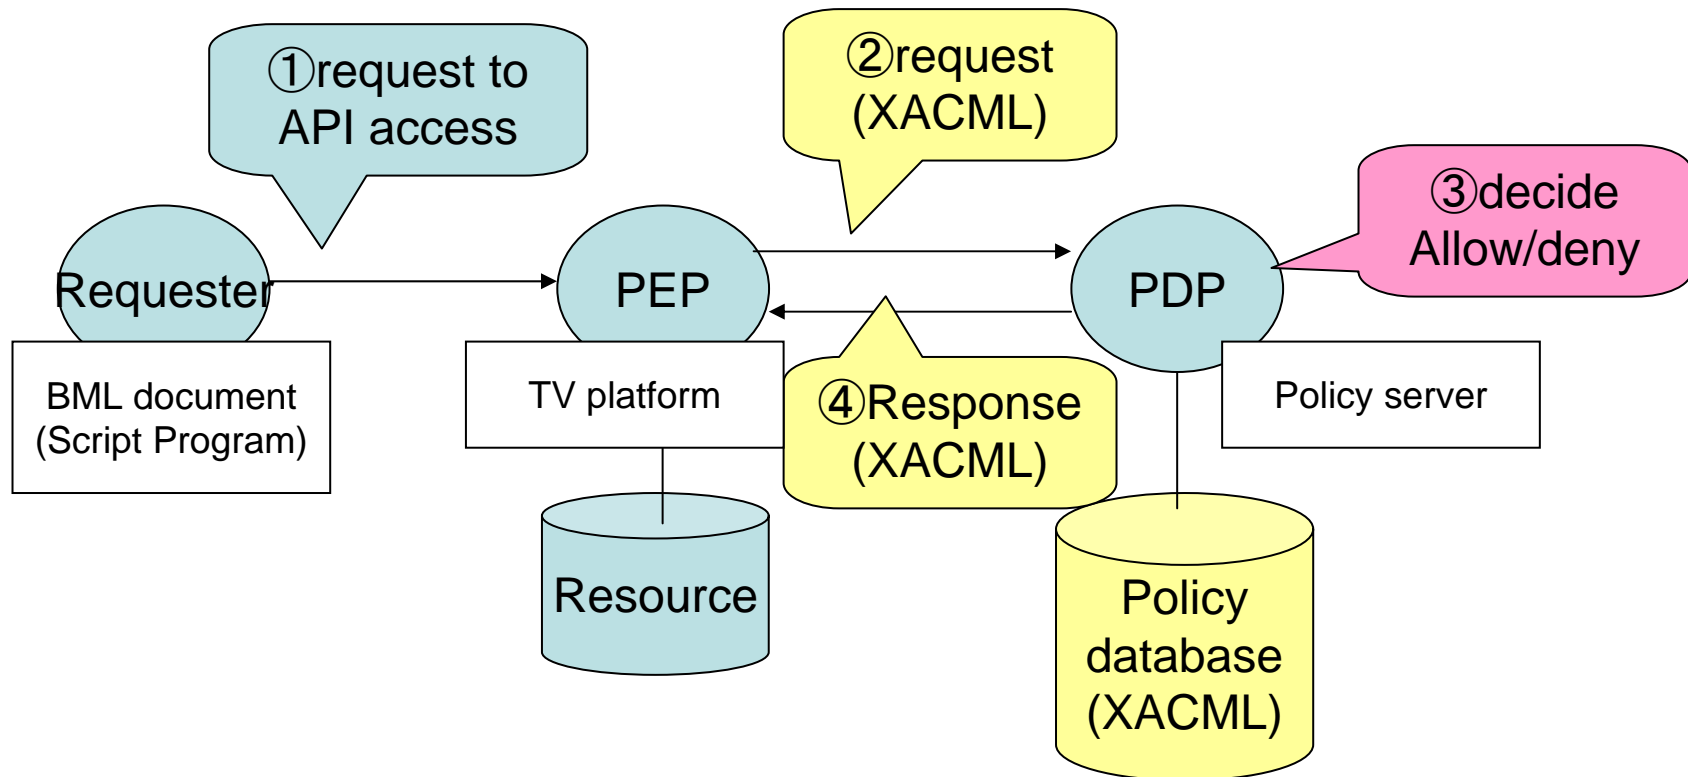 ①request to
API access
②request
(XACML)
③decide
Allow/deny
Requester
PEP
PDP
BML document
(Script Program)
TV platform
④Response
(XACML)
Policy server
Resource
Policy
database
(XACML)